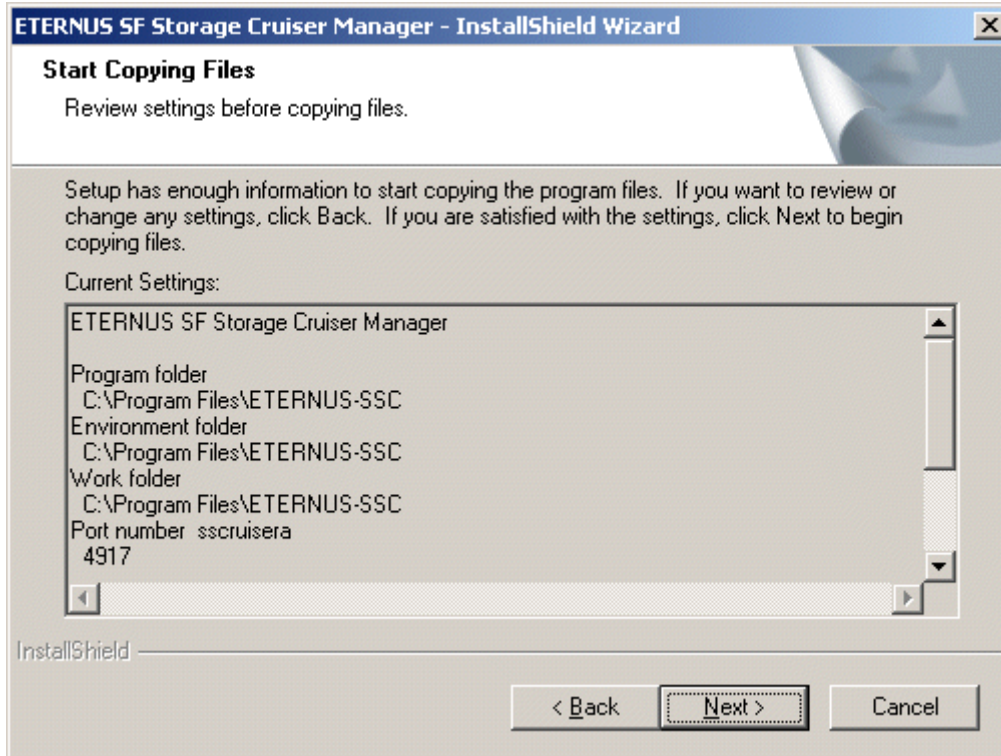 ETERNUS SF Storage Cruiser Manager - InstallShield Wizard
Start Copying Files
Review settings before copying files.
Setup has enough information to start copying the program files.  If you want to review or
change any settings, click Back.  If you are satisfied with the settings, click Next to begin
copying files.
Current Settings:
ETERNUS SF Storage Cruiser Manager
Program folder
C:\Program Files\ETERNUS-SSC
Environment folder
C:\Program Files\ETERNUS-SSC
Work folder
C:\Program Files\ETERNUS-SSC
Port number  sscruisera
4917
InstallShield
< Back
Next >
Cancel